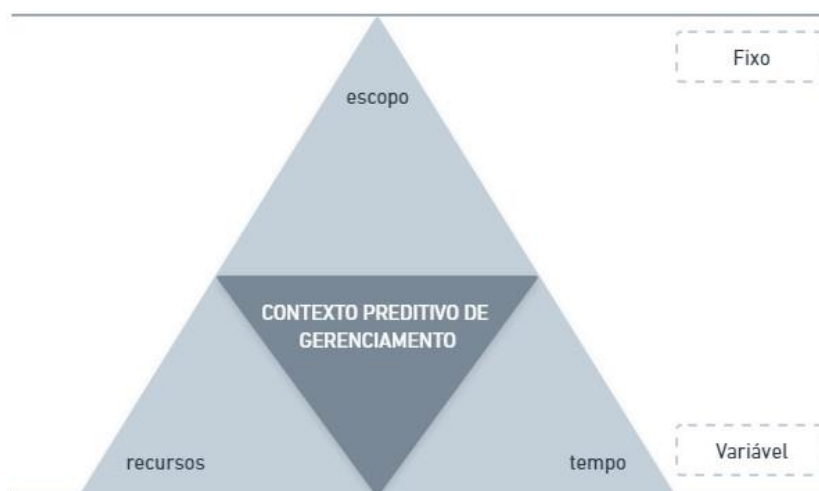 Fixo
escopo
CONTEXTO PREDITIVO DE
GERENCIAMENTO
recursos
tempo
Variável